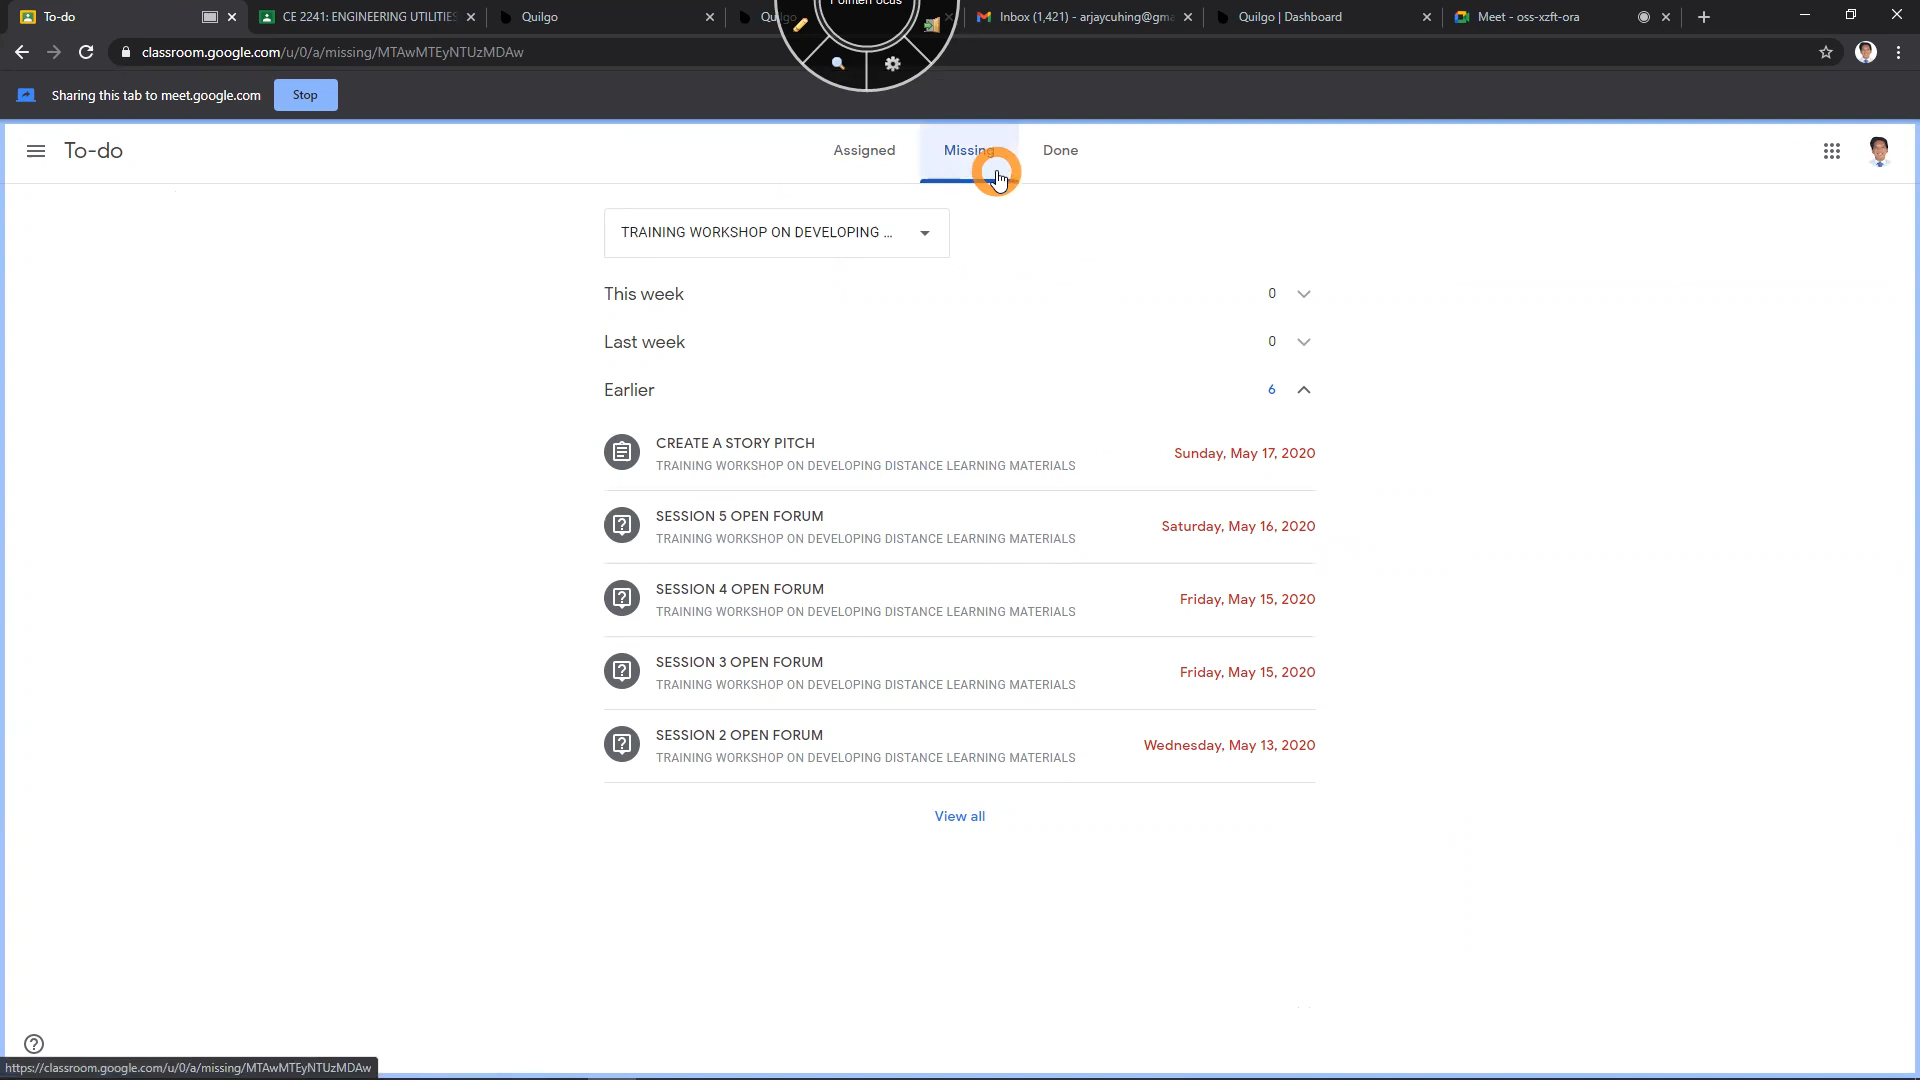 To-do
CE 2241: ENGINEERING UTILITIES
Quilgo
Quilgo
Inbox (1,421) - arjaycuhing@gma
Quilgo | Dashboard
Meet - oss-xzft-ora
PointerFocus
classroom.google.com/u/0/a/missing/MTAwMTEyNTUzMDAw
Sharing this tab to meet.google.com
Stop
To-do
Assigned
Missing
Done
TRAINING WORKSHOP ON DEVELOPING ...
This week
0
Last week
0
Earlier
6
CREATE A STORY PITCH
TRAINING WORKSHOP ON DEVELOPING DISTANCE LEARNING MATERIALS
Sunday, May 17, 2020
SESSION 5 OPEN FORUM
TRAINING WORKSHOP ON DEVELOPING DISTANCE LEARNING MATERIALS
Saturday, May 16, 2020
SESSION 4 OPEN FORUM
TRAINING WORKSHOP ON DEVELOPING DISTANCE LEARNING MATERIALS
Friday, May 15, 2020
SESSION 3 OPEN FORUM
TRAINING WORKSHOP ON DEVELOPING DISTANCE LEARNING MATERIALS
Friday, May 15, 2020
SESSION 2 OPEN FORUM
TRAINING WORKSHOP ON DEVELOPING DISTANCE LEARNING MATERIALS
Wednesday, May 13, 2020
View all
https://classroom.google.com/u/0/a/missing/MTAwMTEyNTUzMDAw